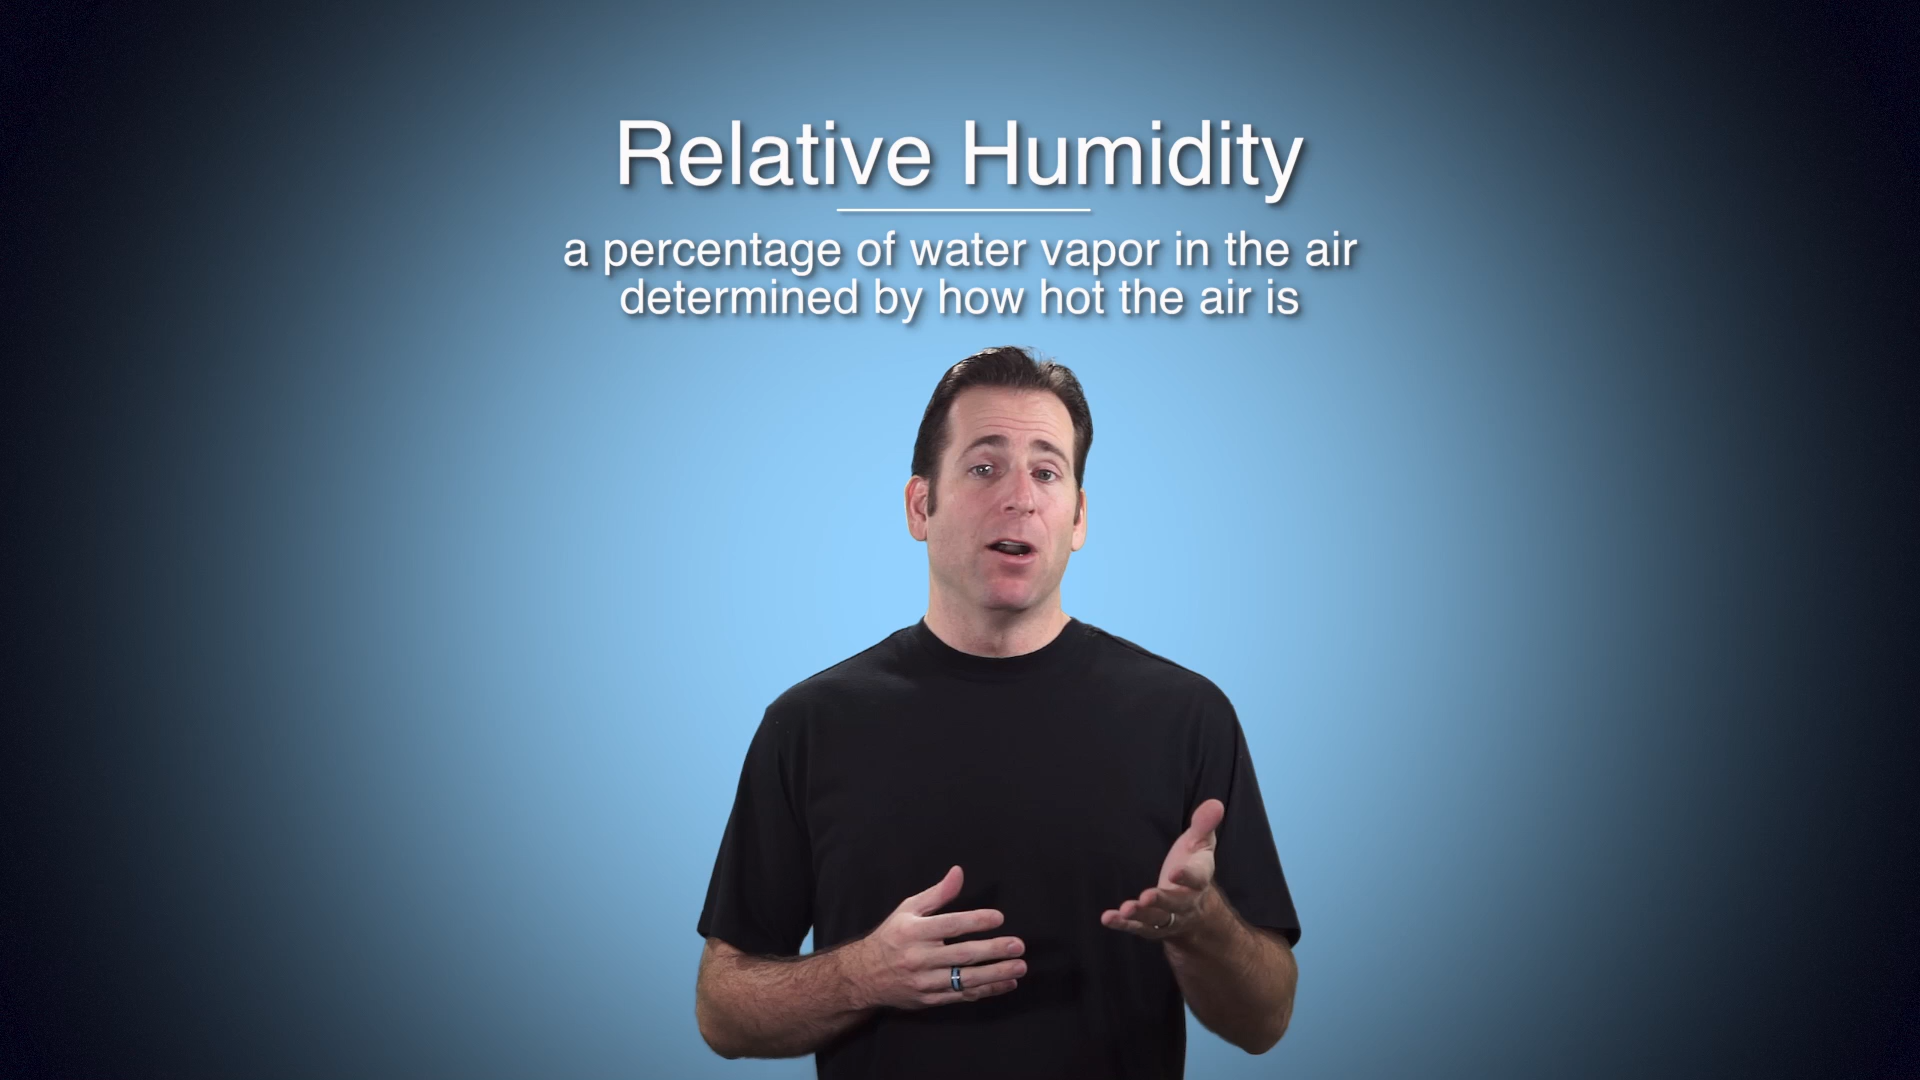 Relative Humidity
a percentage of water vapor in the air
determined by how hot the air is